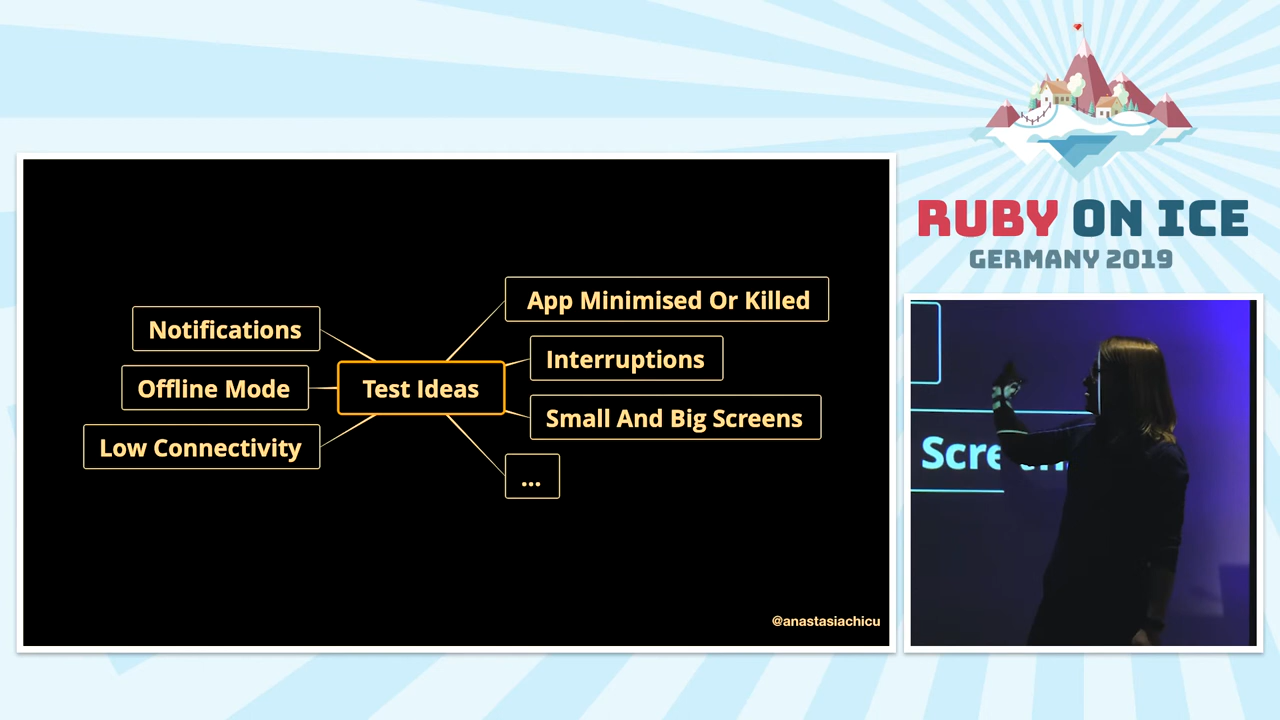 Notifications
Offline Mode
Low Connectivity
Test Ideas
App Minimised Or Killed
Interruptions
Small And Big Screens
...
@anastasiachicu
RUBY ON ICE
GERMANY 2019